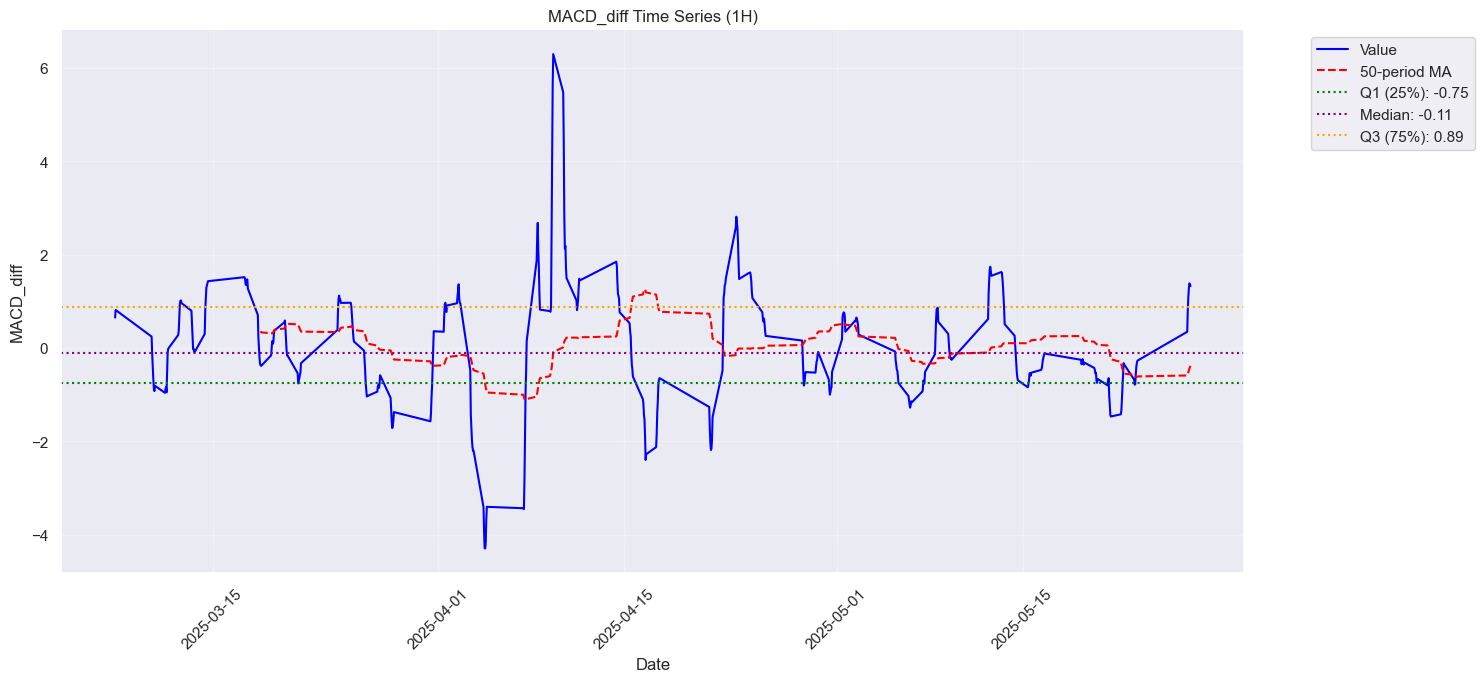 MACD_diff Time Series (1H)
Value
50-period MA
Q1 (25%): -0.75
Median: -0.11
Q3 (75%): 0.89
MACD_diff
6
4
2
0
−2
−4
2025-03-15
2025-04-01
2025-04-15
2025-05-01
2025-05-15
Date